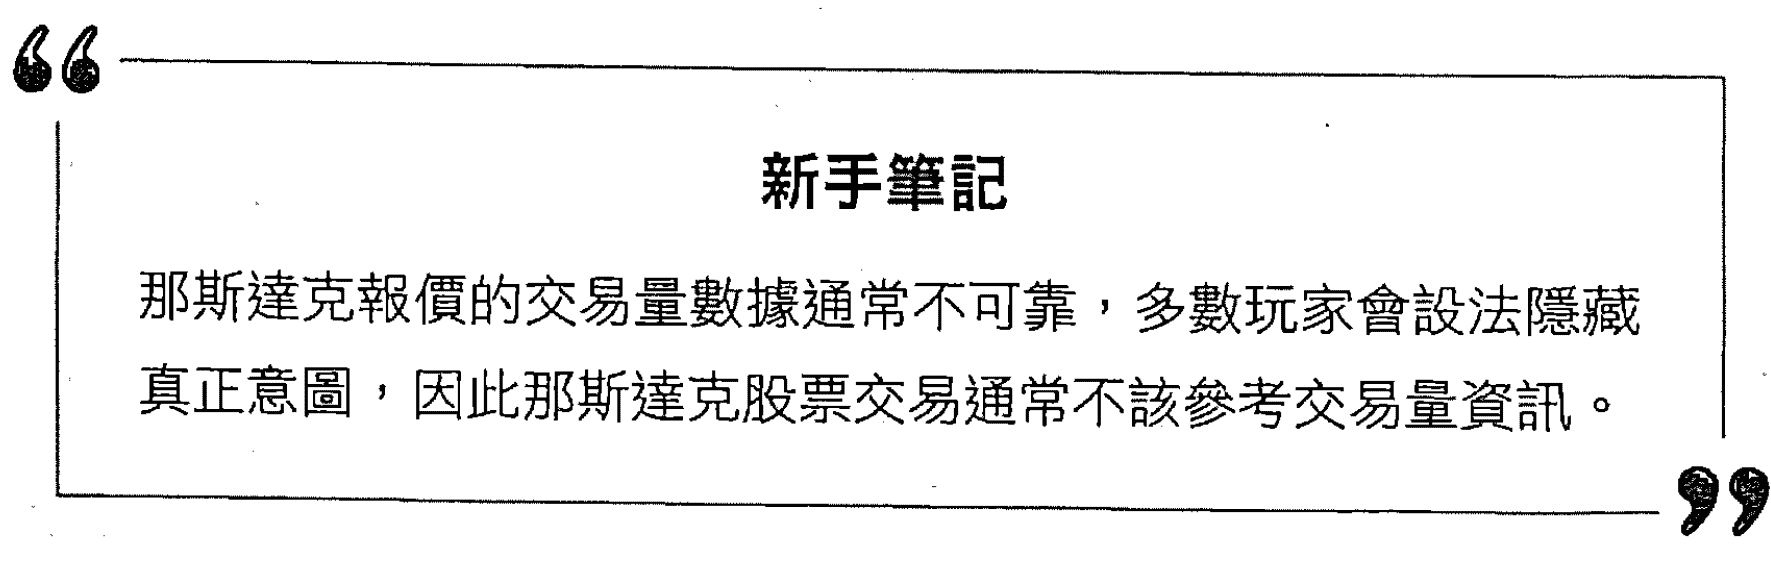 新手筆記
那斯達克報價的交易量數據通常不可靠，多數玩家會設法隱藏
真正意圖，因此那斯達克股票交易通常不該參考交易量資訊。